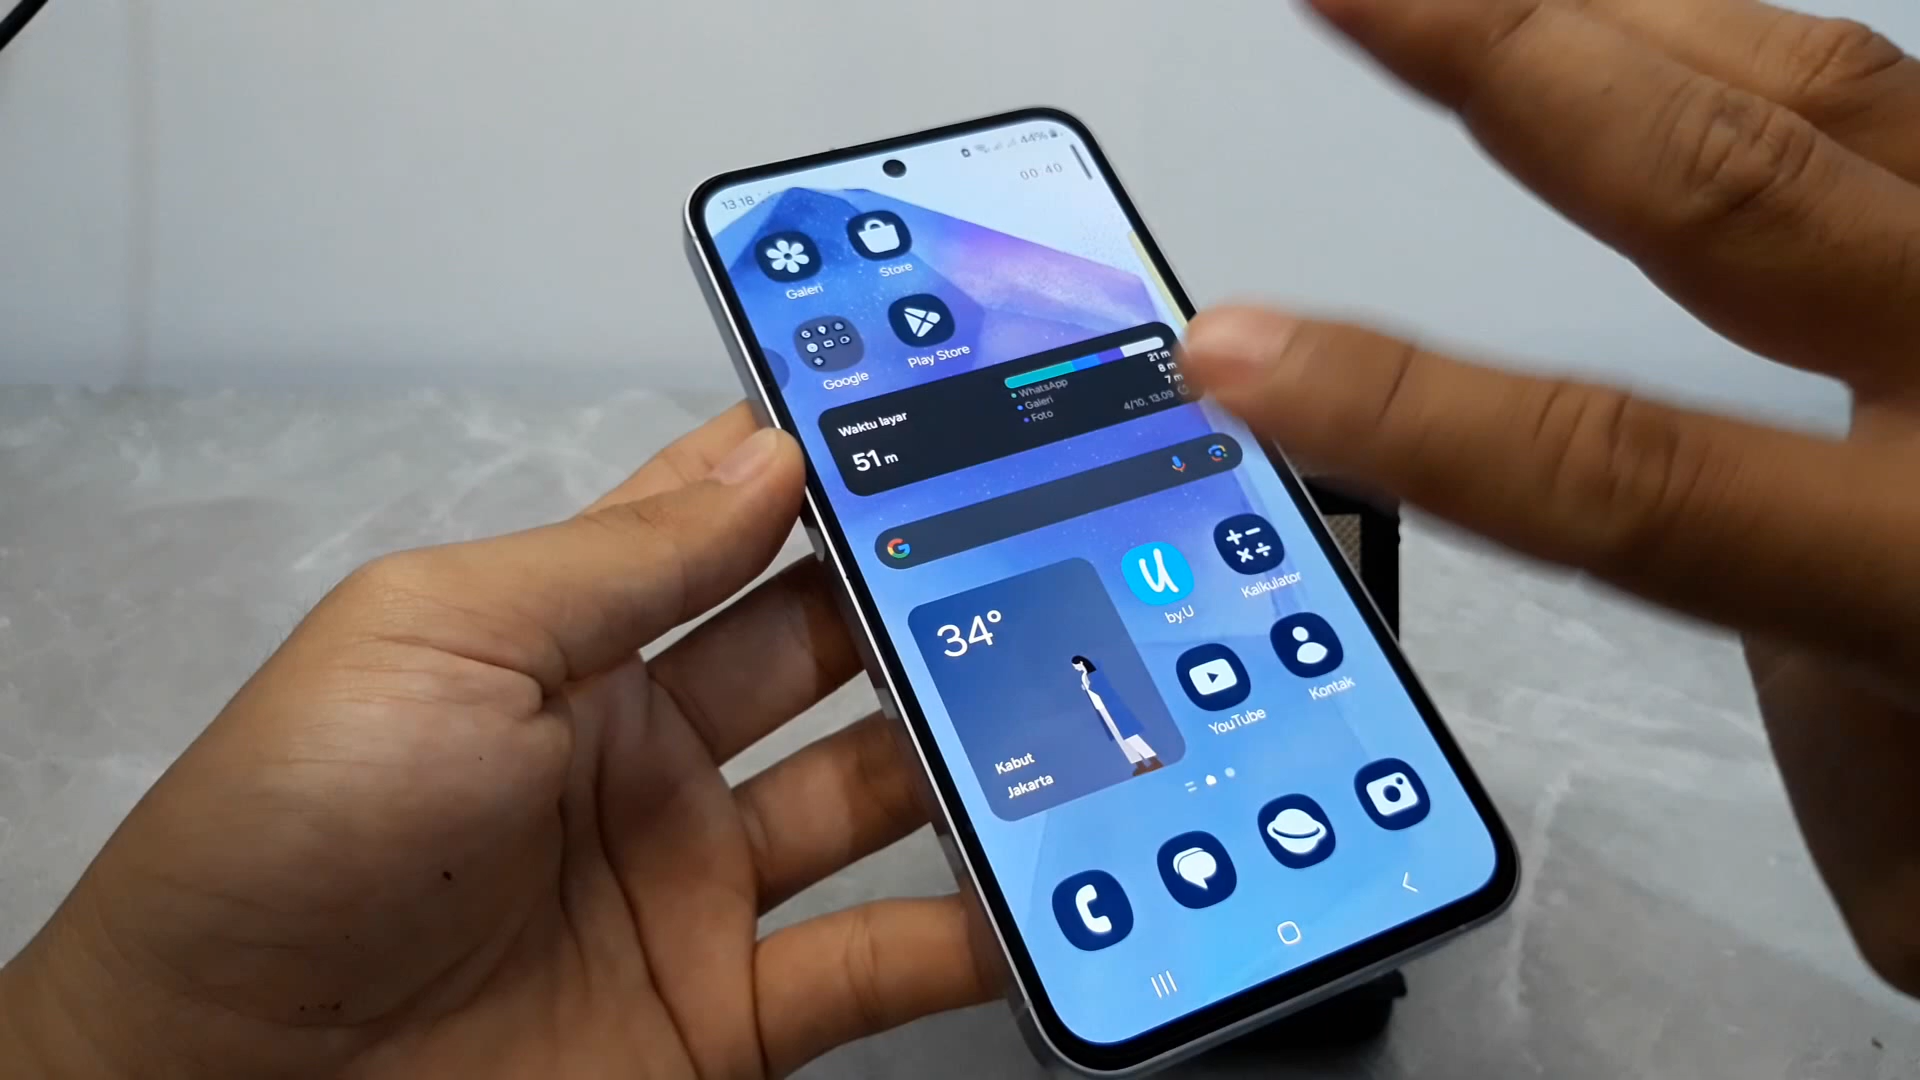 13.18
44%
00:40
Galeri
Store
Google
Play Store
Waktu layar
51 m
WhatsApp
21 m
Galeri
8 m
Foto
7 m
4/10, 13.09
G
34°
Kabut
Jakarta
U
by.U
Kalkulator
YouTube
Kontak